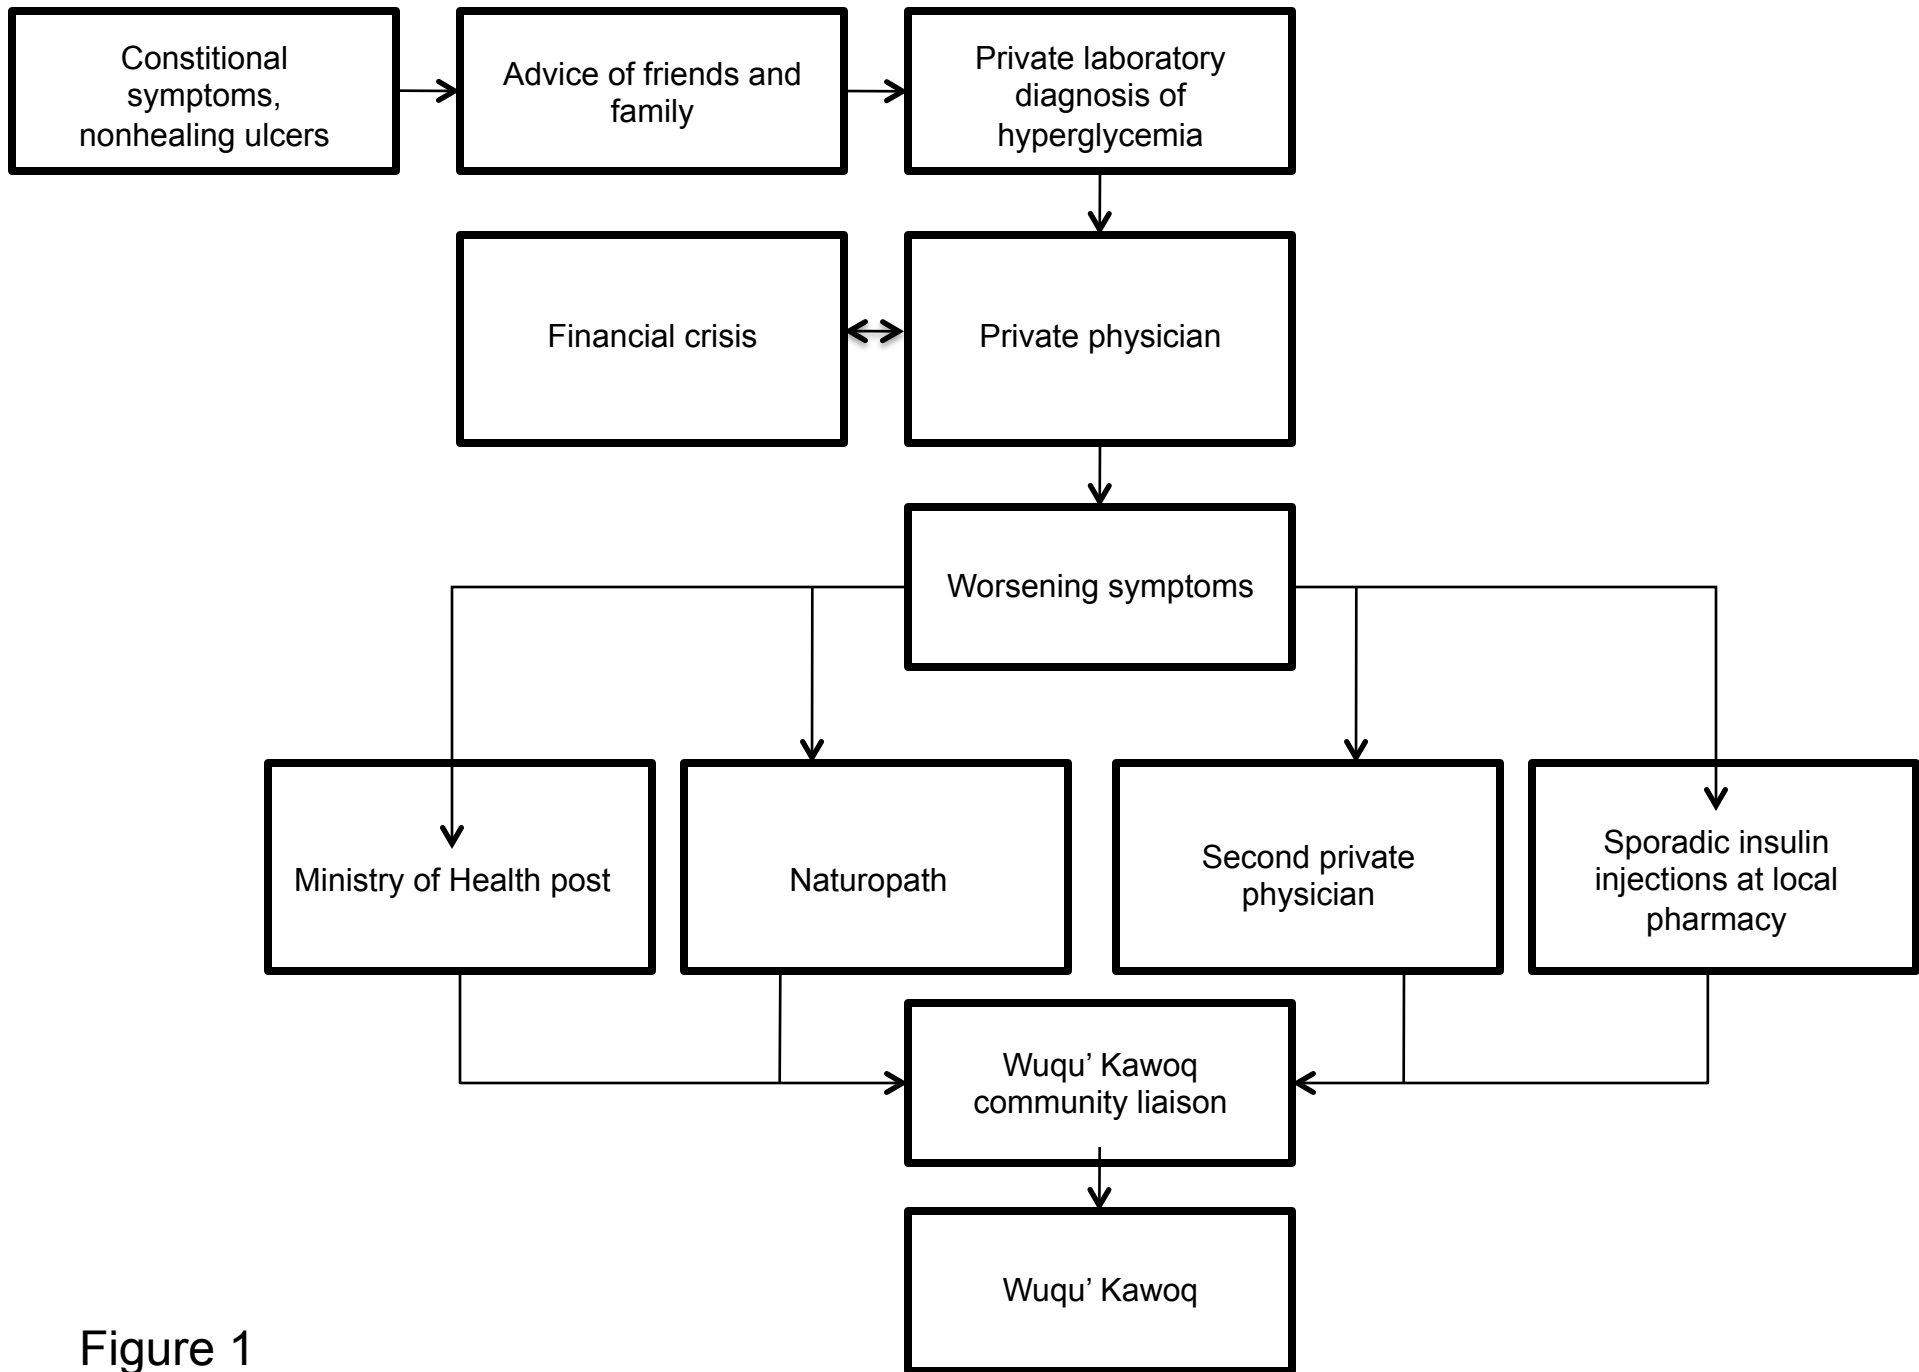 Constitional
symptoms,
nonhealing ulcers
Advice of friends and
family
Private laboratory
diagnosis of
hyperglycemia
Financial crisis
Private physician
Worsening symptoms
Ministry of Health post
Naturopath
Second private
physician
Sporadic insulin
injections at local
pharmacy
Wuqu’ Kawoq
community liaison
Wuqu’ Kawoq
Figure 1